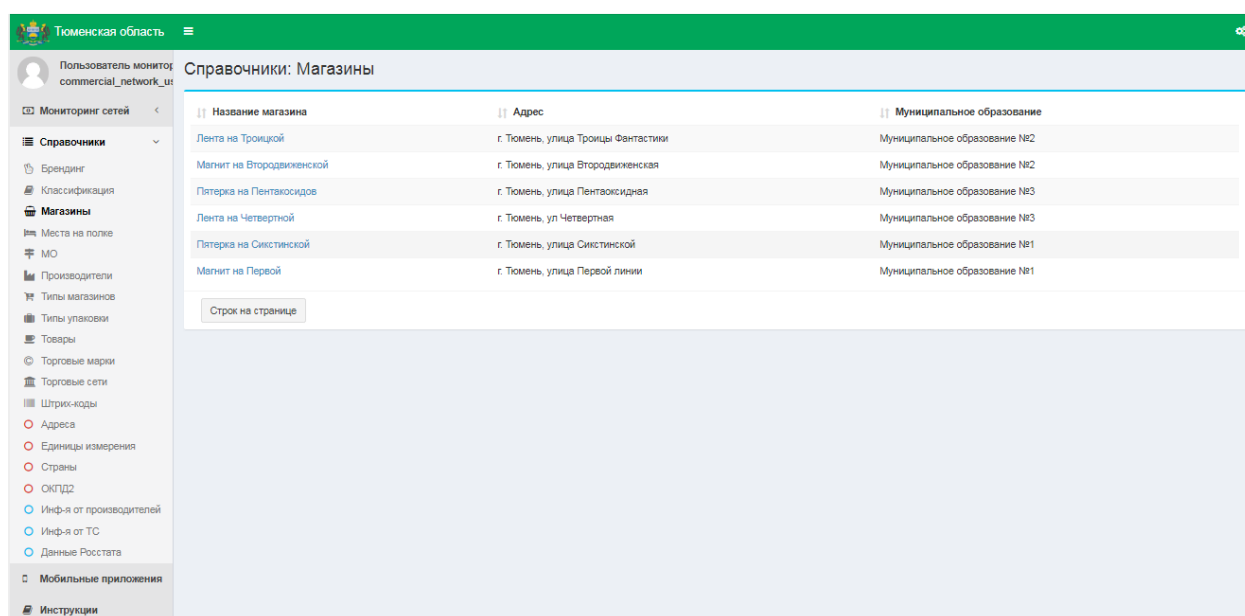 Тюменская область
Пользователь монитор
commercial_network_us
Мониторинг сетей
Справочники
Брендинг
Классификация
Магазины
Места на полке
МО
Производители
Типы магазинов
Типы упаковки
Товары
Торговые марки
Торговые сети
Штрих-коды
Адреса
Единицы измерения
Страны
ОКПД2
Инф-я от производителей
Инф-я от ТС
Данные Росстата
Мобильные приложения
Инструкции
Справочники: Магазины
Название магазина Адрес Муниципальное образование
Лента на Троицкой г. Тюмень, улица Троицы Фантастики Муниципальное образование №2
Магнит на Втородвиженской г. Тюмень, улица Втородвиженская Муниципальное образование №2
Пятерка на Пентакосидов г. Тюмень, улица Пентаоксидная Муниципальное образование №3
Лента на Четвертной г. Тюмень, ул Четвертная Муниципальное образование №3
Пятерка на Сикстинской г. Тюмень, улица Сикстинской Муниципальное образование №1
Магнит на Первой г. Тюмень, улица Первой линии Муниципальное образование №1
Строк на странице